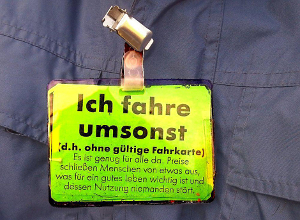 Ich fahre
umsonst
(d.h. ohne gültige Fahrkarte)
Es ist genug für alle da. Preise
schließen Menschen von etwas aus,
was für ein gutes Leben wichtig ist und
dessen Nutzung niemanden stört.